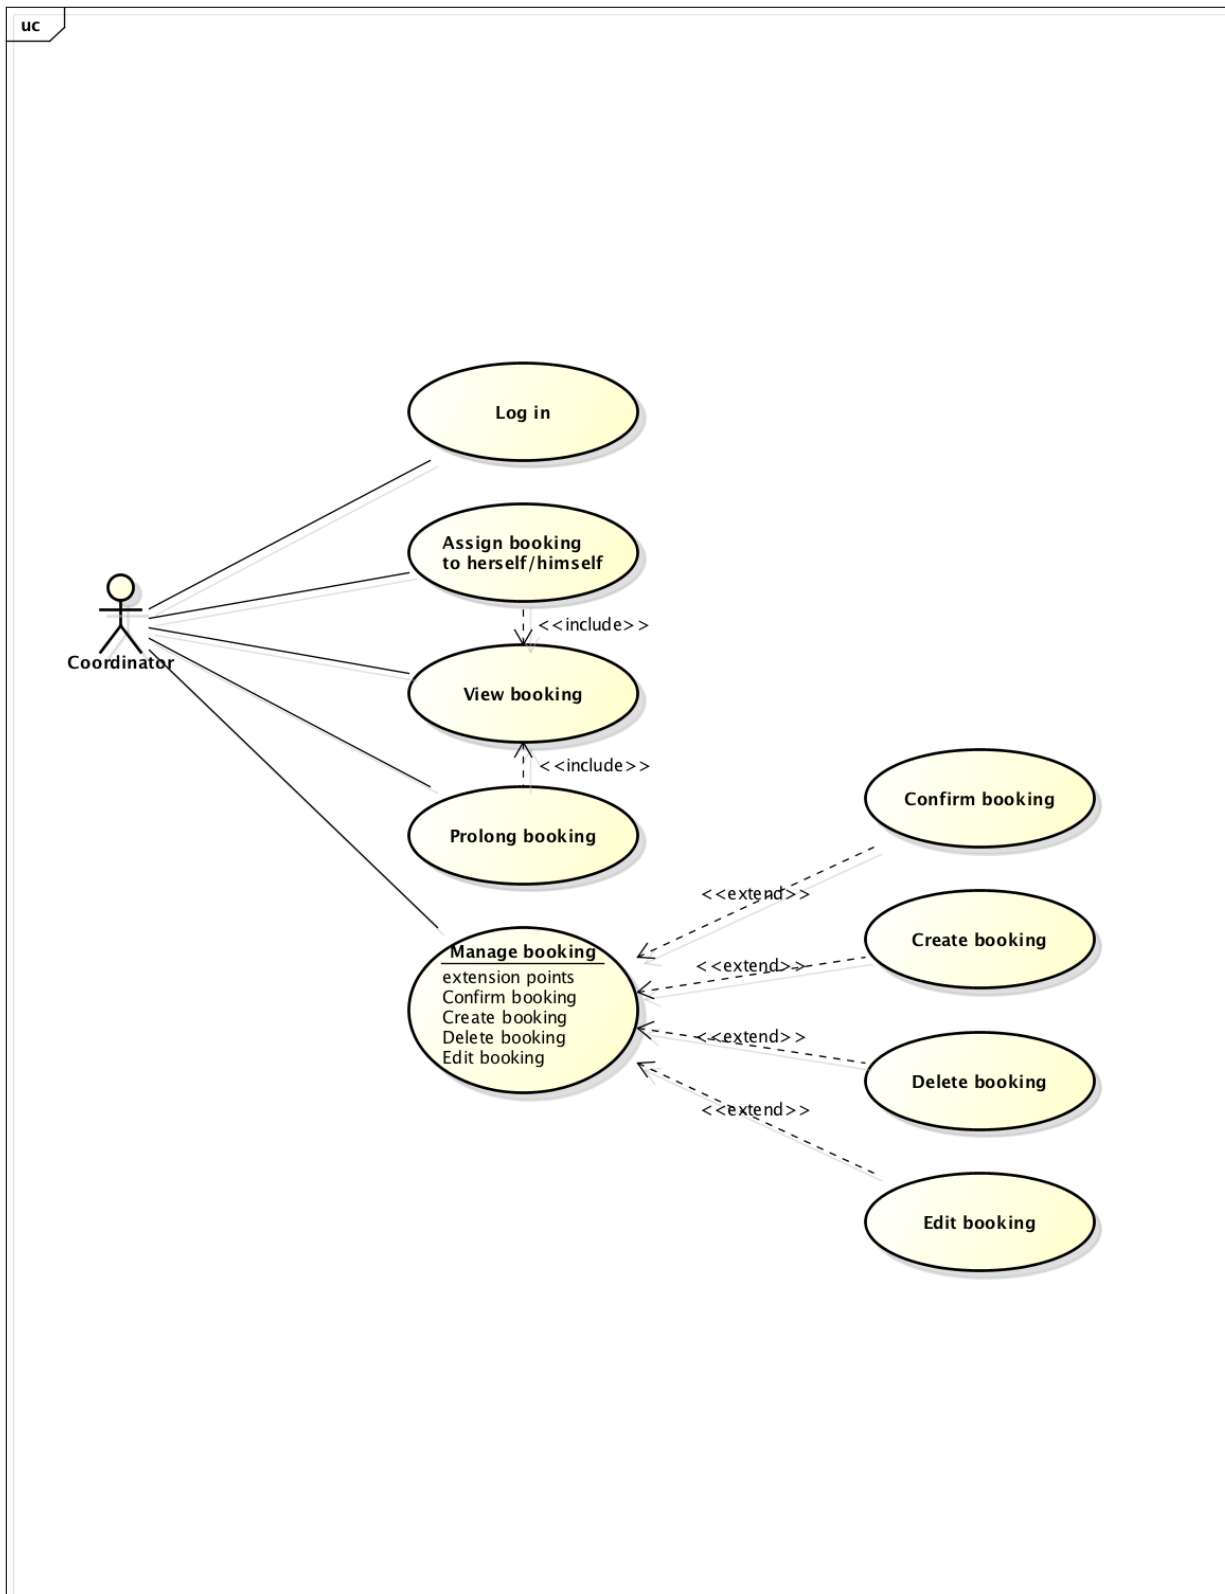 uc
Log in
Assign booking
to herself/himself
<<include>>
Coordinator
View booking
<<include>>
Prolong booking
Confirm booking
<<extend>>
Create booking
<<extend>>
Manage booking
extension points
Confirm booking
Create booking
Delete booking
Edit booking
<<extend>>
Delete booking
<<extend>>
Edit booking